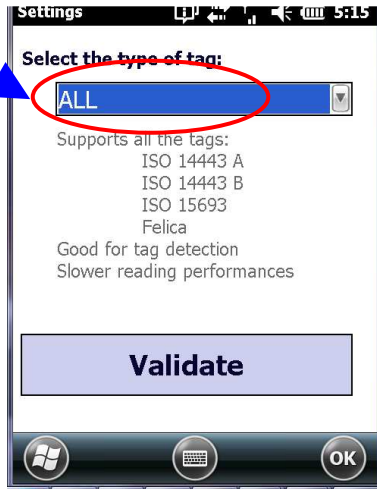 Settings 5:15
Select the type of tag:
ALL
Supports all the tags:
ISO 14443 A
ISO 14443 B
ISO 15693
Felica
Good for tag detection
Slower reading performances
Validate
OK